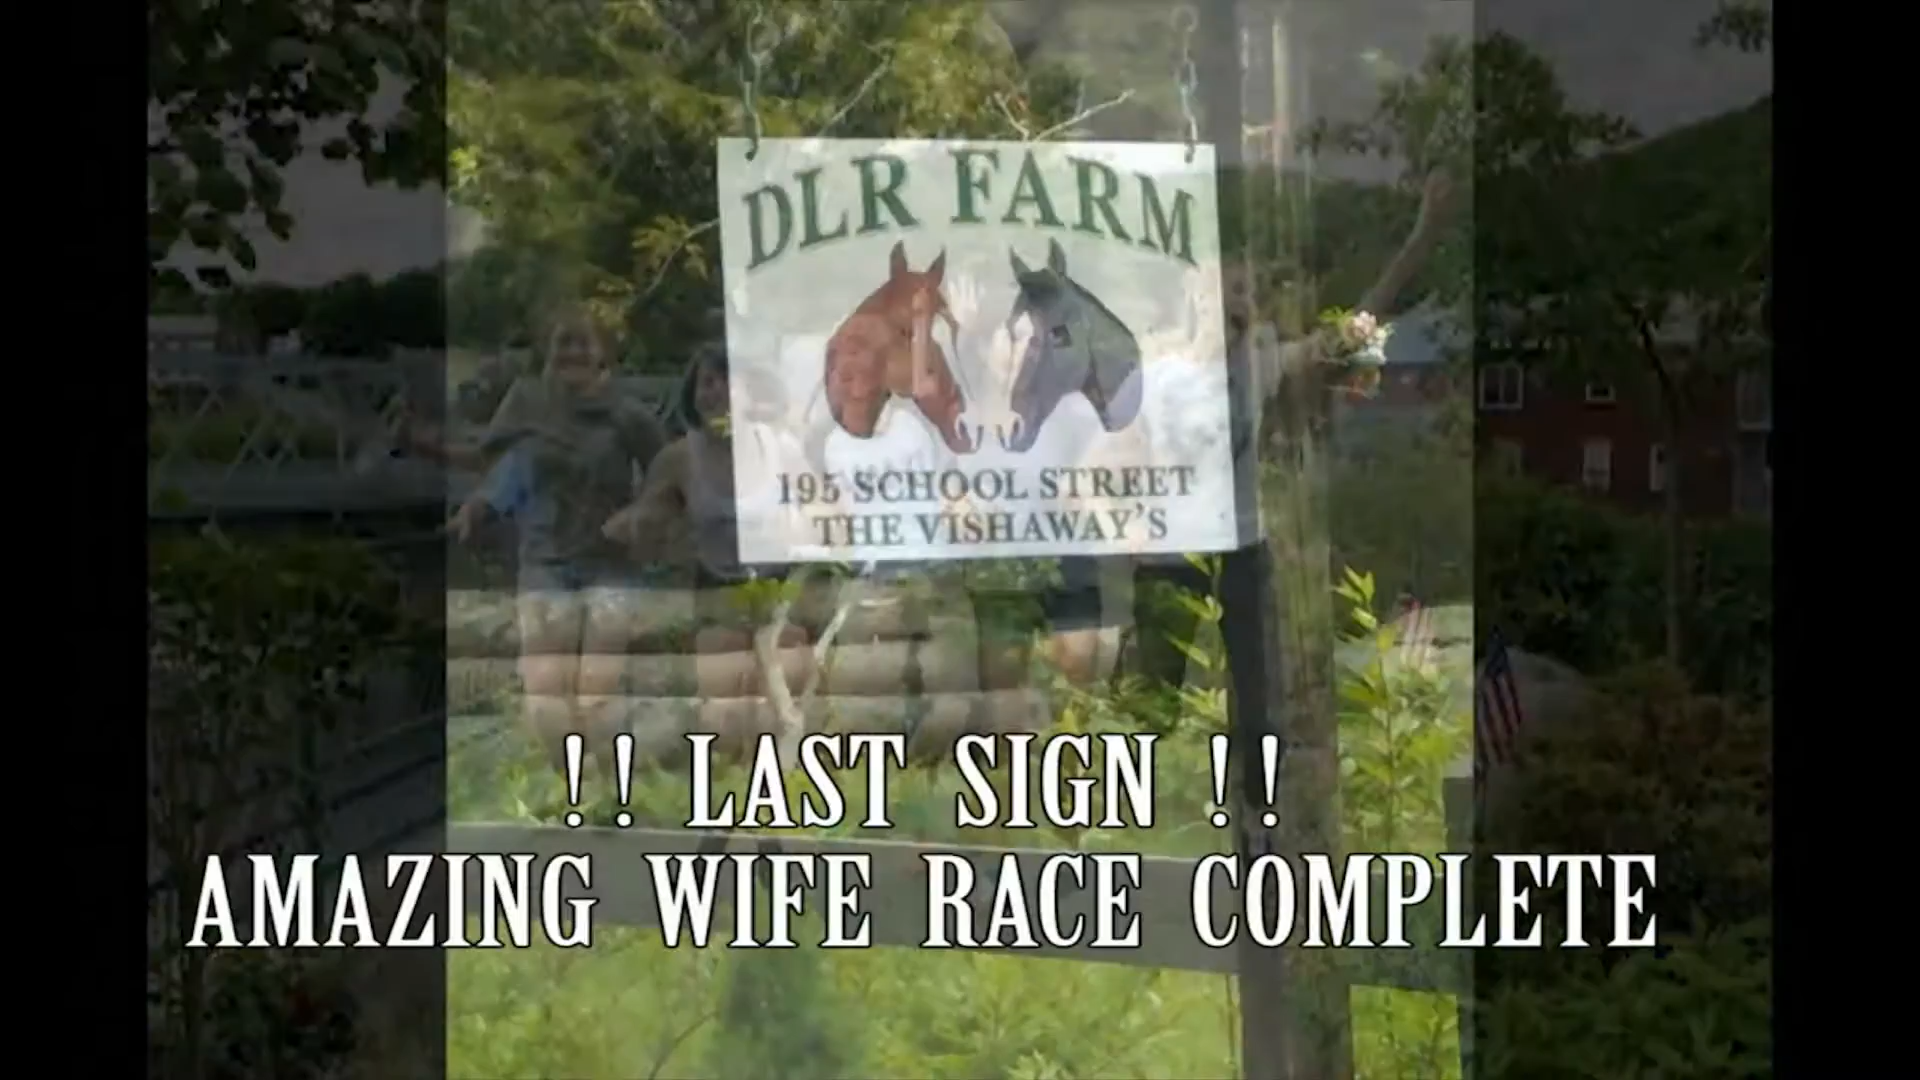 DLR FARM
195 SCHOOL STREET
THE VISHAWAY'S
!! LAST SIGN !!
AMAZING WIFE RACE COMPLETE